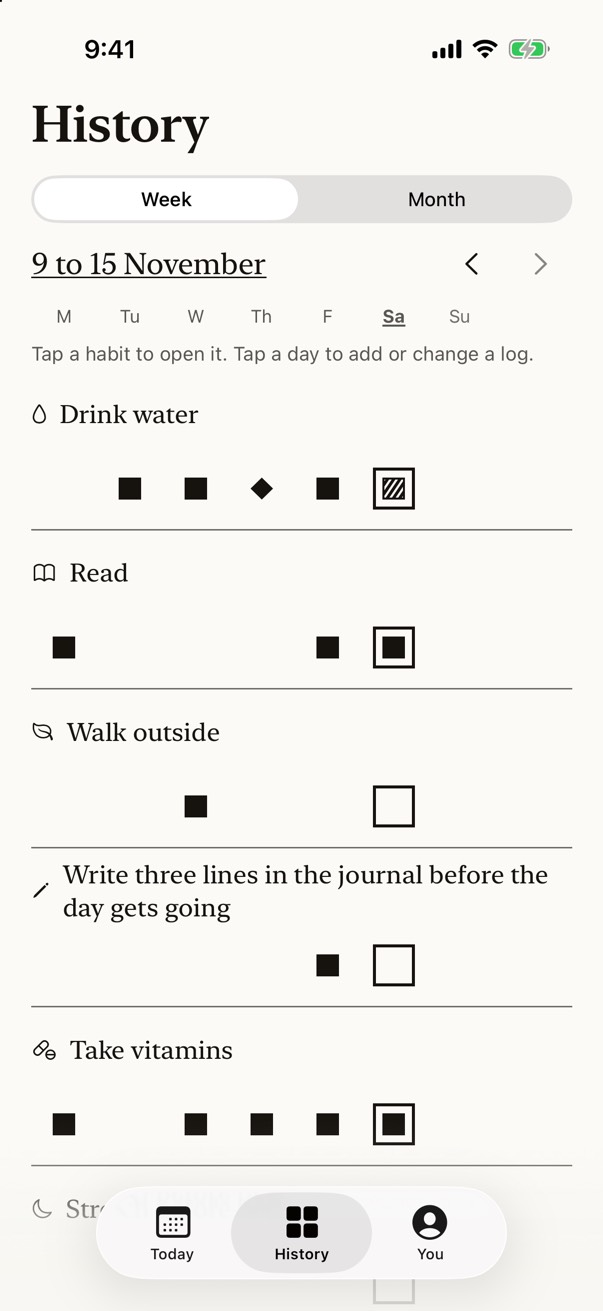 9:41
History
Week
Month
9 to 15 November
M Tu W Th F Sa Su
Tap a habit to open it. Tap a day to add or change a log.
Drink water
Read
Walk outside
Write three lines in the journal before the
day gets going
Take vitamins
Today
History
You